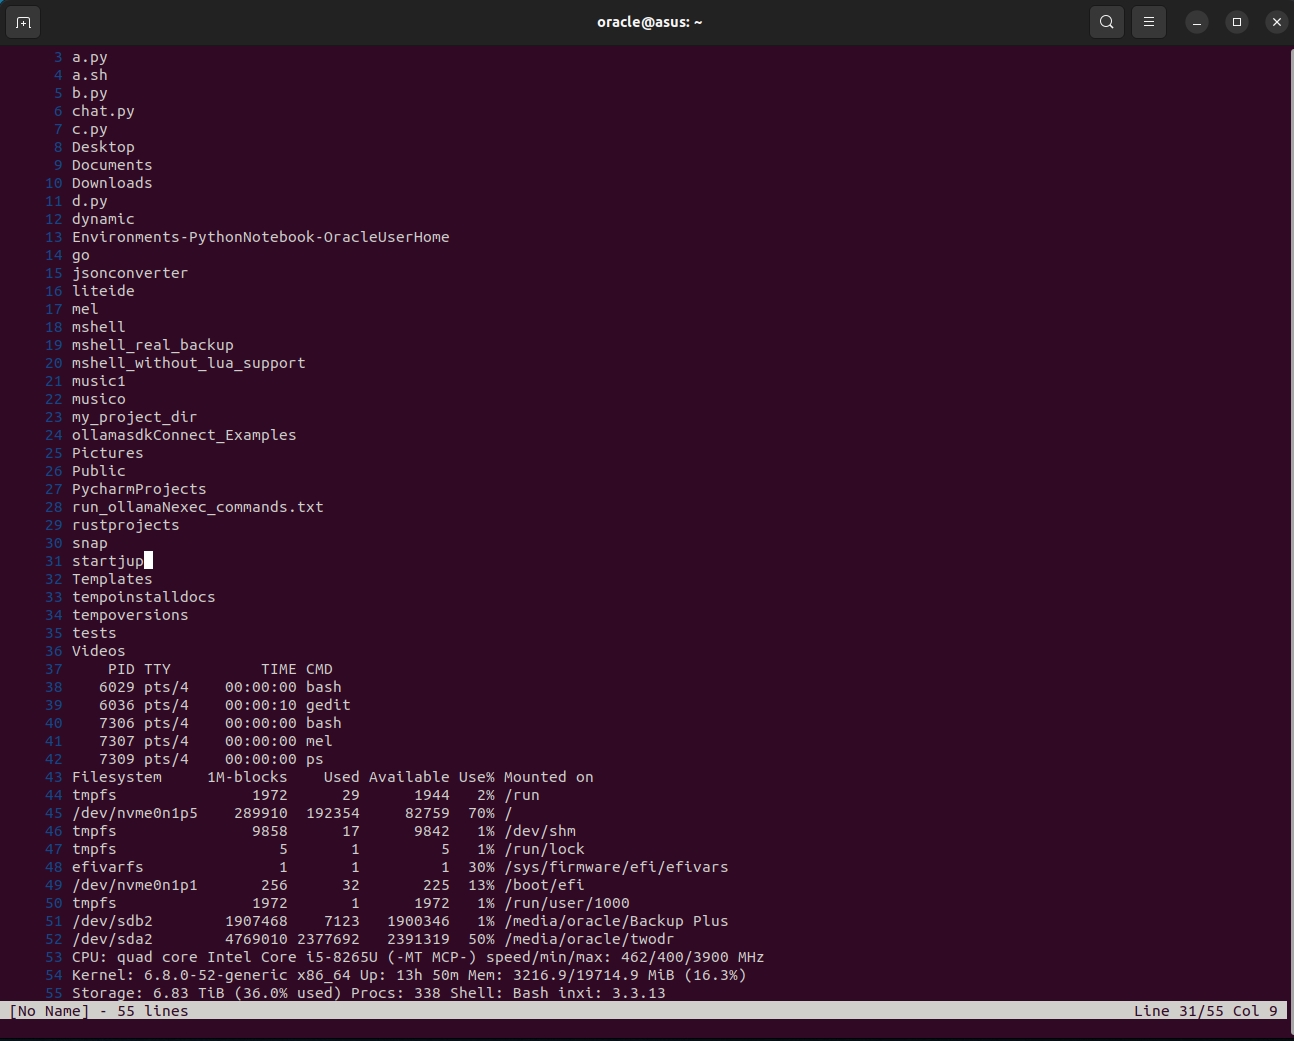 oracle@asus: ~
3 a.py
4 a.sh
5 b.py
6 chat.py
7 c.py
8 Desktop
9 Documents
10 Downloads
11 d.py
12 dynamic
13 Environments-PythonNotebook-OracleUserHome
14 go
15 jsonconverter
16 liteide
17 mel
18 mshell
19 mshell_real_backup
20 mshell_without_lua_support
21 music1
22 musico
23 my_project_dir
24 ollamasdkConnect_Examples
25 Pictures
26 Public
27 PycharmProjects
28 run_ollamaNexec_commands.txt
29 rustprojects
30 snap
31 startjup
32 Templates
33 tempoinstalldocs
34 tempoversions
35 tests
36 Videos
37     PID TTY          TIME CMD
38    6029 pts/4    00:00:00 bash
39    6036 pts/4    00:00:10 gedit
40    7306 pts/4    00:00:00 bash
41    7307 pts/4    00:00:00 mel
42    7309 pts/4    00:00:00 ps
43 Filesystem     1M-blocks    Used Available Use% Mounted on
44 tmpfs               1972      29      1944   2% /run
45 /dev/nvme0n1p5    289910  192354     82759  70% /
46 tmpfs               9858      17      9842   1% /dev/shm
47 tmpfs                  5       1         5   1% /run/lock
48 efivarfs               1       1         1  30% /sys/firmware/efi/efivars
49 /dev/nvme0n1p1       256      32       225  13% /boot/efi
50 tmpfs               1972       1      1972   1% /run/user/1000
51 /dev/sdb2        1907468    7123   1900346   1% /media/oracle/Backup Plus
52 /dev/sda2        4769010 2377692   2391319  50% /media/oracle/twodr
53 CPU: quad core Intel Core i5-8265U (-MT MCP-) speed/min/max: 462/400/3900 MHz
54 Kernel: 6.8.0-52-generic x86_64 Up: 13h 50m Mem: 3216.9/19714.9 MiB (16.3%)
55 Storage: 6.83 TiB (36.0% used) Procs: 338 Shell: Bash inxi: 3.3.13
[No Name] - 55 lines Line 31/55 Col 9